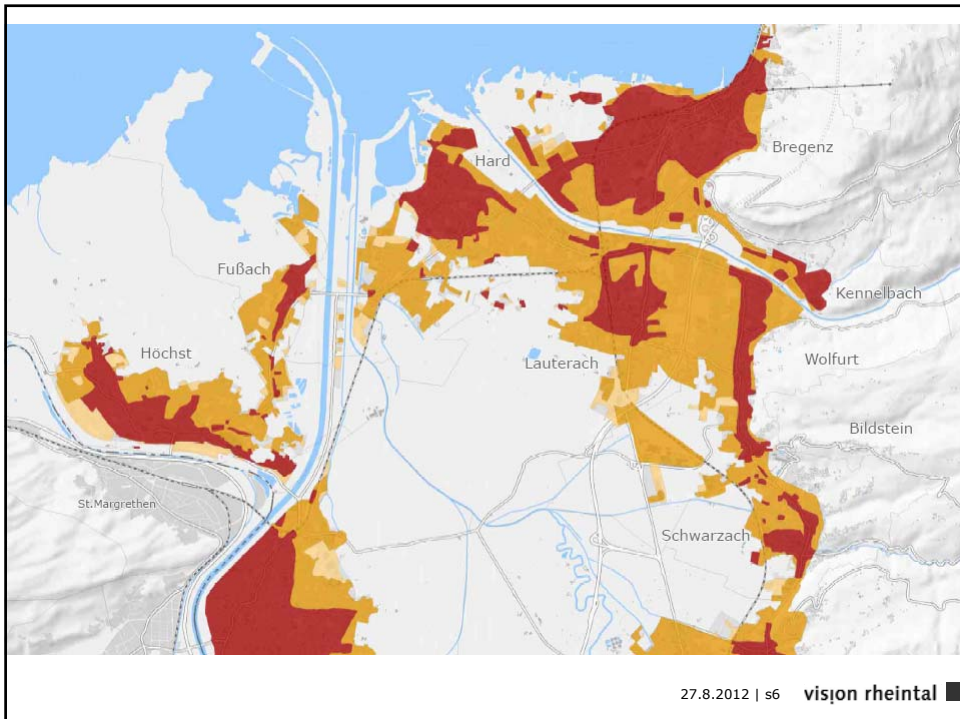 Bregenz
Hard
Fußach
Kennelbach
Höchst
Lauterach
Wolfurt
Bildstein
St.Margrethen
Schwarzach
27.8.2012 | s6 vision rheintal